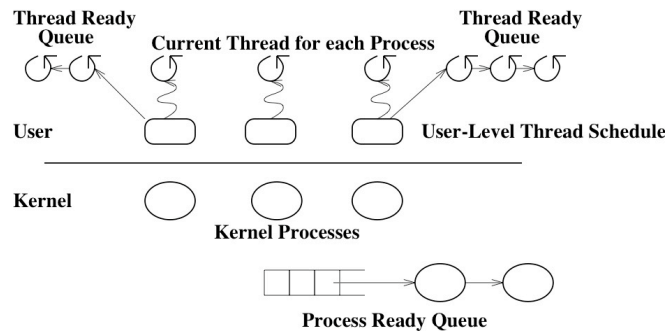 Thread Ready
Queue
Current Thread for each Process
Thread Ready
Queue
User
User-Level Thread Schedule
Kernel
Kernel Processes
Process Ready Queue